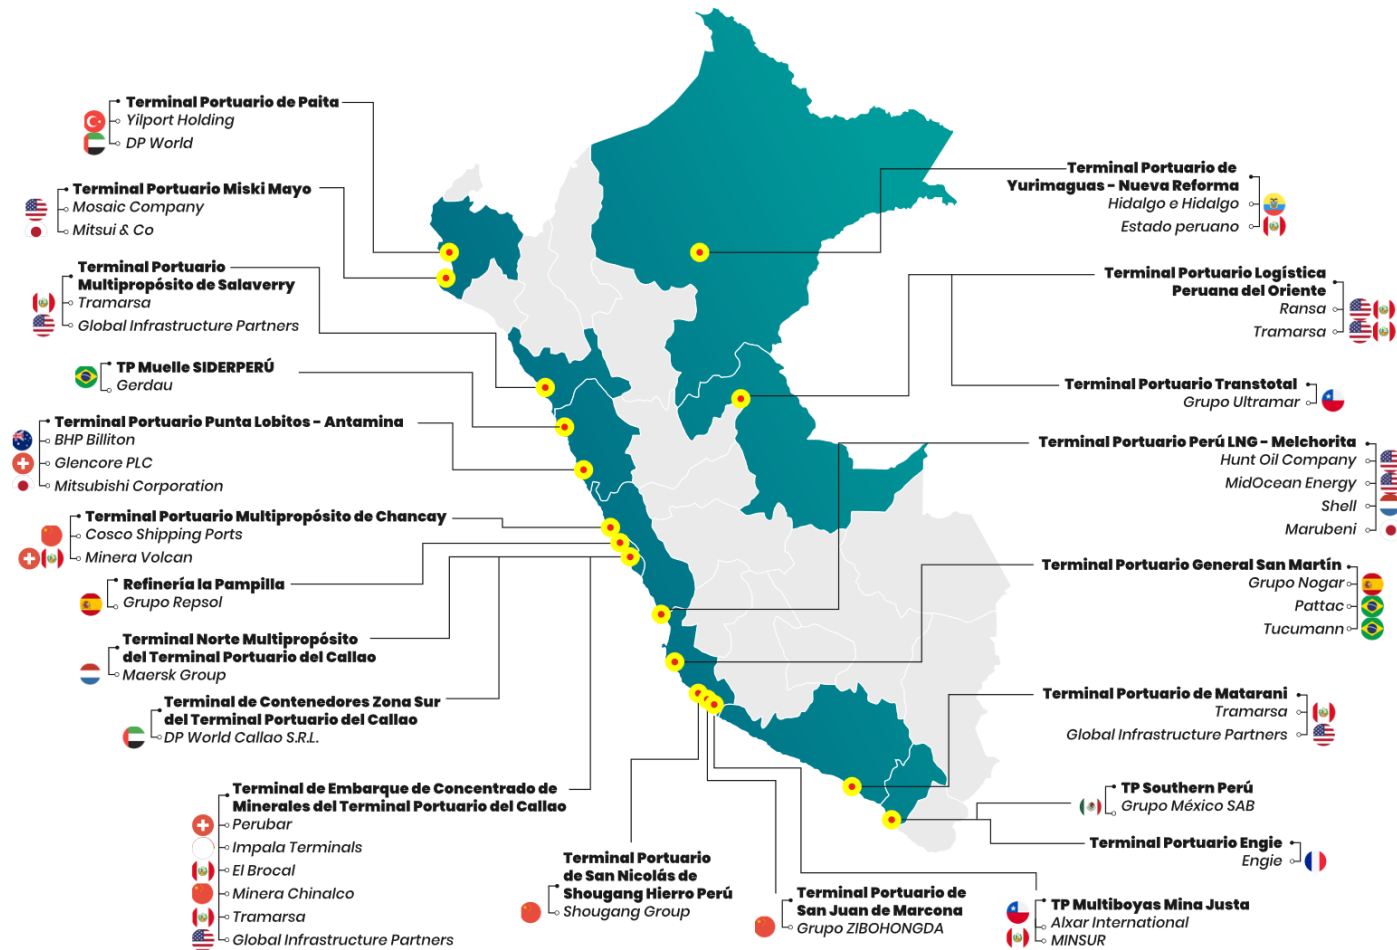 Terminal Portuario de Paita
Yilport Holding
DP World
Terminal Portuario Miski Mayo
Mosaic Company
Mitsui & Co
Terminal Portuario
Multipropósito de Salaverry
Tramarsa
Global Infrastructure Partners
TP Muelle SIDERPERÚ
Gerdau
Terminal Portuario Punta Lobitos - Antamina
BHP Billiton
Glencore PLC
Mitsubishi Corporation
Terminal Portuario Multipropósito de Chancay
Cosco Shipping Ports
Minera Volcan
Refinería la Pampilla
Grupo Repsol
Terminal Norte Multipropósito
del Terminal Portuario del Callao
Maersk Group
Terminal de Contenedores Zona Sur
del Terminal Portuario del Callao
DP World Callao S.R.L.
Terminal de Embarque de Concentrado de
Minerales del Terminal Portuario del Callao
Perubar
Impala Terminals
El Brocal
Minera Chinalco
Tramarsa
Global Infrastructure Partners
Terminal Portuario
de San Nicolás de
Shougang Hierro Perú
Shougang Group
Terminal Portuario de
San Juan de Marcona
Grupo ZIBOHONGDA
TP Multiboyas Mina Justa
Alxar International
MINSUR
Terminal Portuario de
Yurimaguas - Nueva Reforma
Hidalgo e Hidalgo
Estado peruano
Terminal Portuario Logística
Peruana del Oriente
Ransa
Tramarsa
Terminal Portuario Transtotal
Grupo Ultramar
Terminal Portuario Perú LNG - Melchorita
Hunt Oil Company
MidOcean Energy
Shell
Marubeni
Terminal Portuario General San Martín
Grupo Nogar
Pattac
Tucumann
Terminal Portuario de Matarani
Tramarsa
Global Infrastructure Partners
TP Southern Perú
Grupo México SAB
Terminal Portuario Engie
Engie